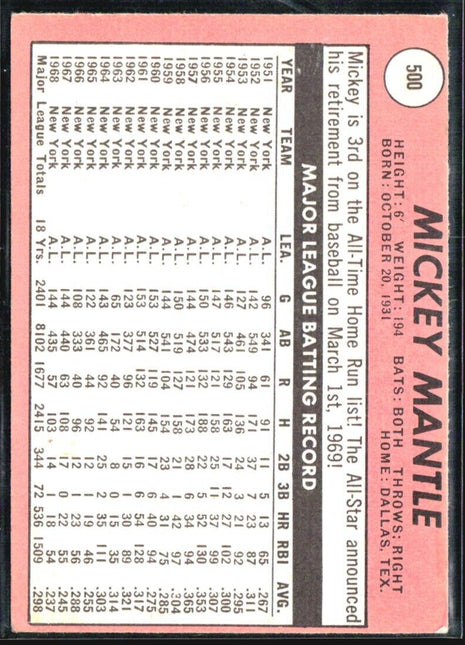 500
MICKEY MANTLE
HEIGHT: 6' WEIGHT: 194 BATS: BOTH THROWS: RIGHT
BORN: OCTOBER 20, 1931 HOME: DALLAS, TEX.
Mickey is 3rd on the All-Time Home Run list! The All-Star announced
his retirement from baseball on March 1st, 1969!
MAJOR LEAGUE BATTING RECORD
YEAR TEAM LEA. G AB R H 2B 3B HR RBI AVG.
1951 New York A.L. 96 341 61 91 11 5 13 65 .267
1952 New York A.L. 142 549 94 171 37 7 23 87 .311
1953 New York A.L. 127 461 105 136 24 3 21 92 .295
1954 New York A.L. 146 543 129 163 17 12 27 102 .300
1955 New York A.L. 147 517 121 158 25 11 37 99 .307
1956 New York A.L. 150 533 132 188 22 5 52 130 .353
1957 New York A.L. 144 474 121 173 28 6 34 94 .365
1958 New York A.L. 150 519 127 158 21 1 42 97 .304
1959 New York A.L. 144 541 104 154 23 4 31 75 .285
1960 New York A.L. 153 527 119 145 17 6 40 94 .275
1961 New York A.L. 153 514 132 163 16 6 54 128 .317
1962 New York A.L. 123 377 96 121 15 1 30 89 .321
1963 New York A.L. 65 172 40 54 8 0 15 35 .314
1964 New York A.L. 143 465 92 141 25 2 35 111 .303
1965 New York A.L. 122 361 44 92 12 1 19 46 .255
1966 New York A.L. 108 333 40 96 12 1 23 56 .288
1967 New York A.L. 144 440 63 108 17 0 22 55 .245
1968 New York A.L. 144 435 57 103 14 1 18 54 .237
Major League Totals 18 Yrs. 2401 8102 1677 2415 344 72 536 1509 .298